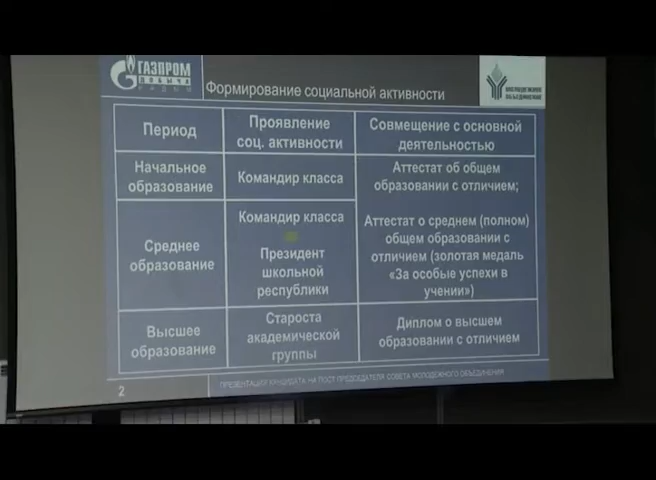 ГАЗПРОМ
ДОБЫЧА
НАДЫМ
Формирование социальной активности
МОЛОДЕЖНОЕ
ОБЪЕДИНЕНИЕ
Период
Проявление
соц. активности
Совмещение с основной
деятельностью
Начальное
образование
Командир класса
Аттестат об общем
образовании с отличием;
Среднее
образование
Командир класса
Президент
школьной
республики
Аттестат о среднем (полном)
общем образовании с
отличием (золотая медаль
«За особые успехи в
учении»)
Высшее
образование
Староста
академической
группы
Диплом о высшем
образовании с отличием
2
ПРЕЗЕНТАЦИЯ КАНДИДАТА НА ПОСТ ПРЕДСЕДАТЕЛЯ СОВЕТА МОЛОДЕЖНОГО ОБЪЕДИНЕНИЯ